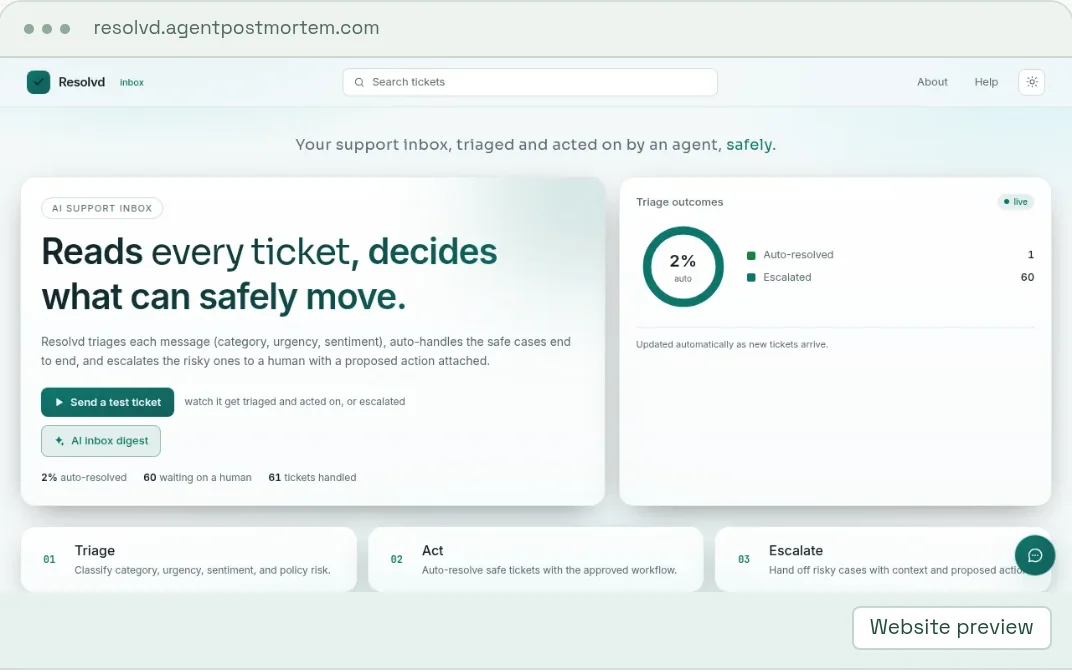 resolvd.agentpostmortem.com
Resolvd inbox
Search tickets
About Help
Your support inbox, triaged and acted on by an agent, safely.
AI SUPPORT INBOX
Reads every ticket, decides
what can safely move.
Resolvd triages each message (category, urgency, sentiment), auto-handles the safe cases end
to end, and escalates the risky ones to a human with a proposed action attached.
Send a test ticket
watch it get triaged and acted on, or escalated
AI inbox digest
2% auto-resolved 60 waiting on a human 61 tickets handled
Triage outcomes
live
2%
auto
Auto-resolved 1
Escalated 60
Updated automatically as new tickets arrive.
01
Triage
Classify category, urgency, sentiment, and policy risk.
02
Act
Auto-resolve safe tickets with the approved workflow.
03
Escalate
Hand off risky cases with context and proposed
Website preview